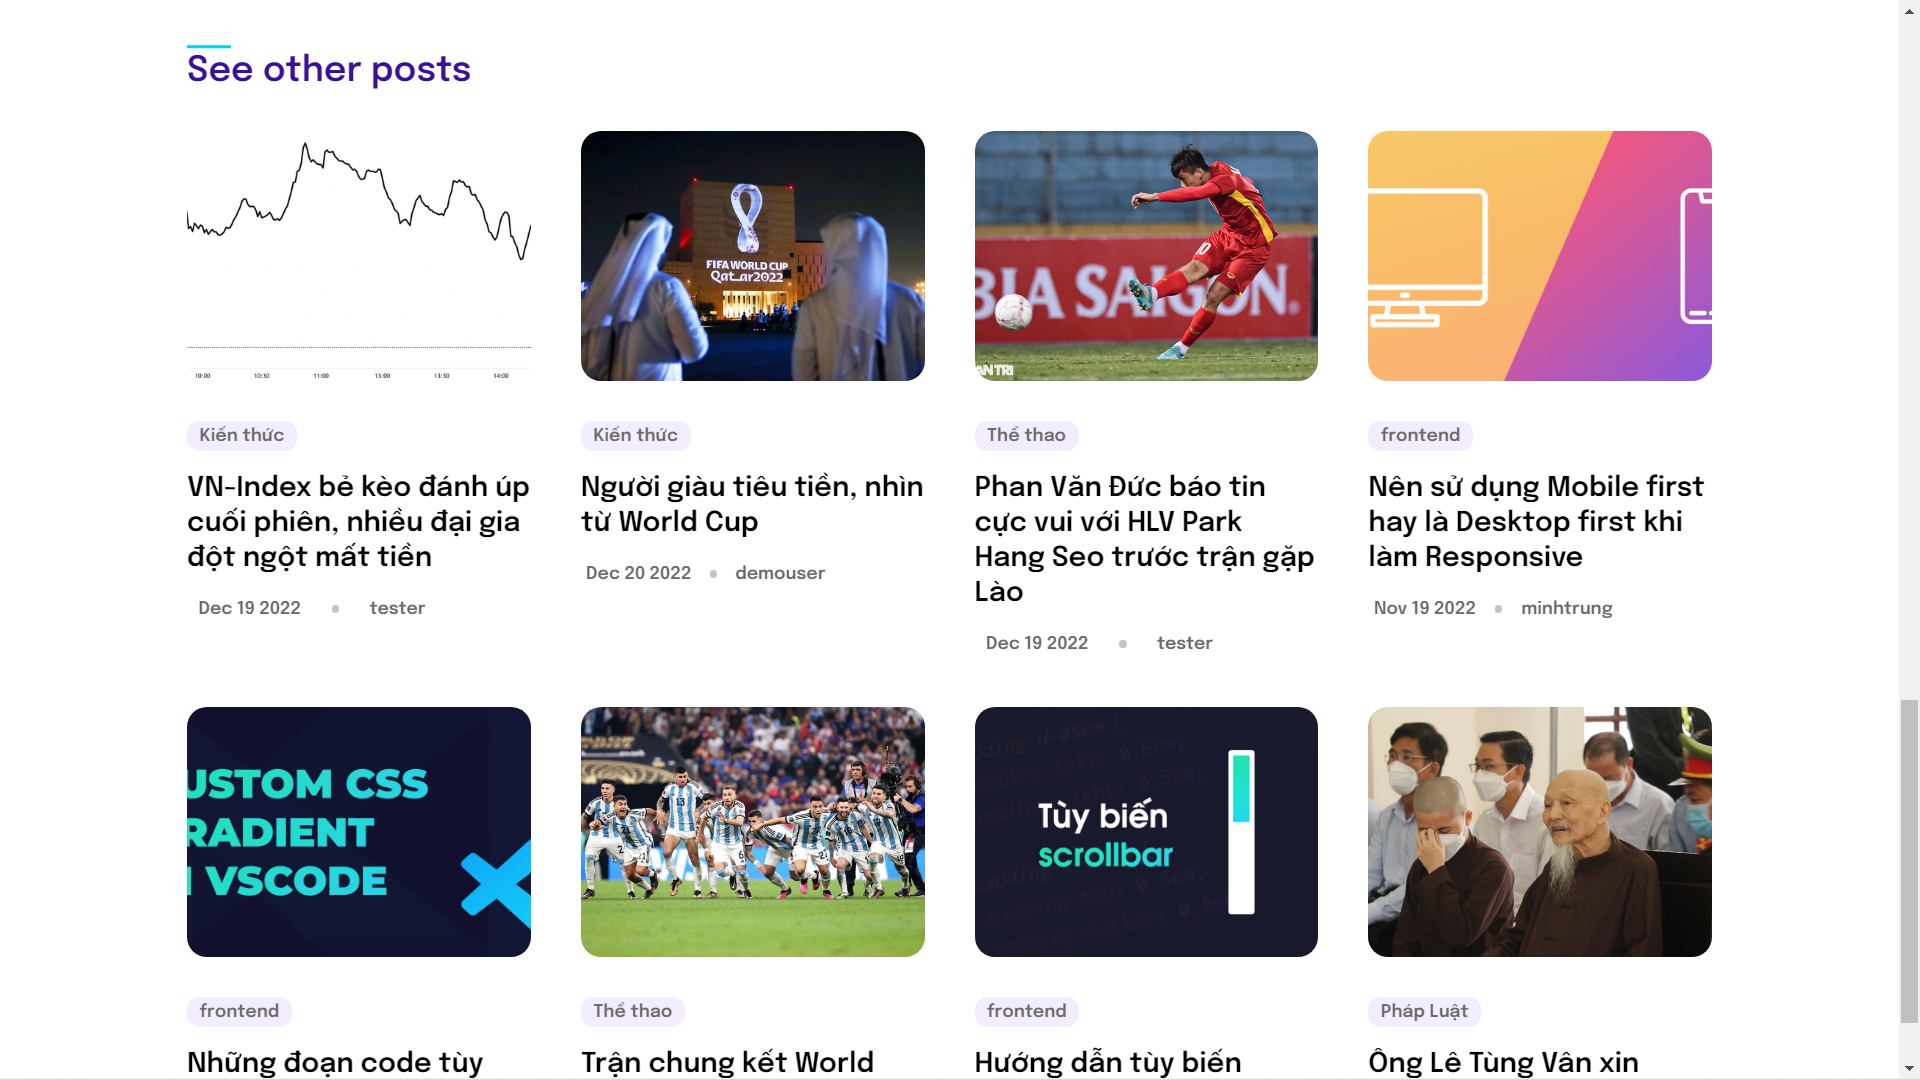 See other posts
10:00 10:30 11:00 13:00 13:30 14:00
FIFA WORLD CUP
Qatar2022
BIA SAIGON
10
AN TRI
Kiến thức
Kiến thức
Thể thao
frontend
VN-Index bẻ kèo đánh úp
cuối phiên, nhiều đại gia
đột ngột mất tiền
Dec 19 2022 • tester
Người giàu tiêu tiền, nhìn
từ World Cup
Dec 20 2022 • demouser
Phan Văn Đức báo tin
cực vui với HLV Park
Hang Seo trước trận gặp
Lào
Dec 19 2022 • tester
Nên sử dụng Mobile first
hay là Desktop first khi
làm Responsive
Nov 19 2022 • minhtrung
USTOM CSS
RADIENT
VSCODE
13
Tùy biến
scrollbar
frontend
Thể thao
frontend
Pháp Luật
Những đoạn code tùy
Trận chung kết World
Hướng dẫn tùy biến
Ông Lê Tùng Vân xin